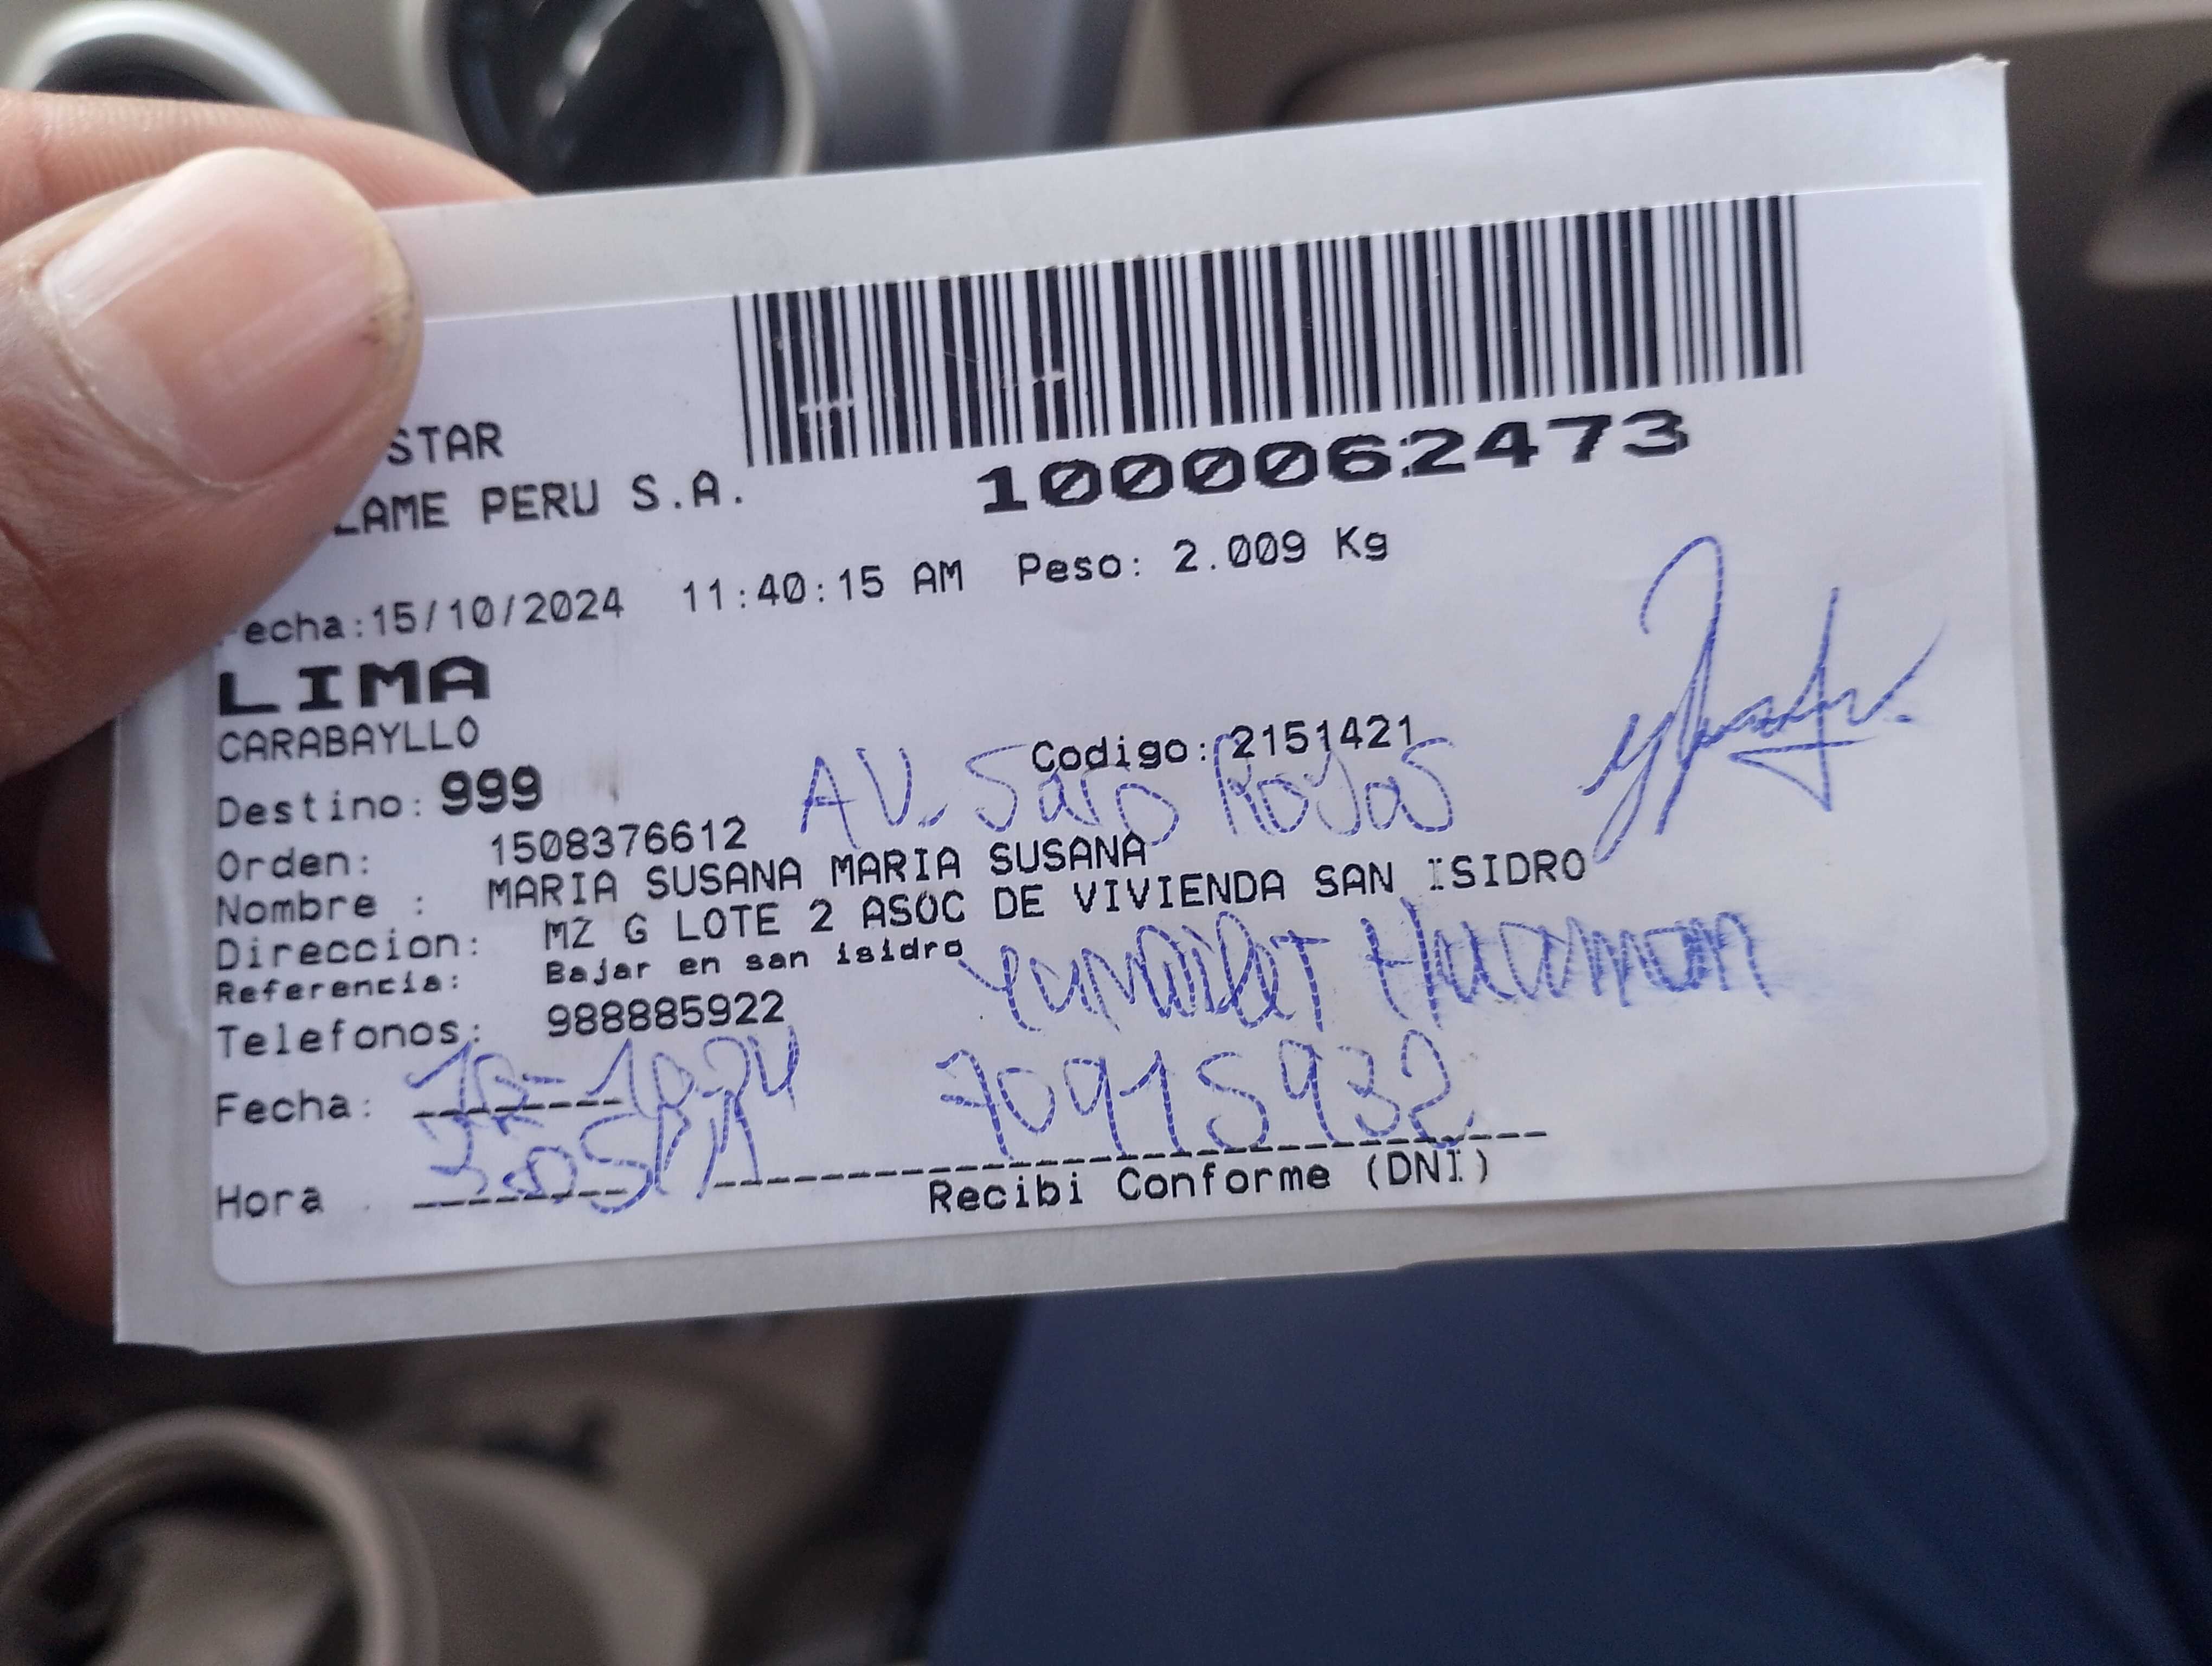 STAR
LAME PERU S.A.
1000062473
Fecha:15/10/2024 11:40:15 AM Peso: 2.009 Kg
LIMA
CARABAYLLO
Codigo: 2151421
Destino: 999
AV. Rojas
Orden: 1508376612
Nombre : MARIA SUSANA MARIA SUSANA
Direccion: MZ G LOTE 2 ASOC DE VIVIENDA SAN ISIDRO
Referencia: Bajar en san isidro
Huaman
Telefonos: 988885922
Fecha:
70915932
Hora
Recibi Conforme (DNI)